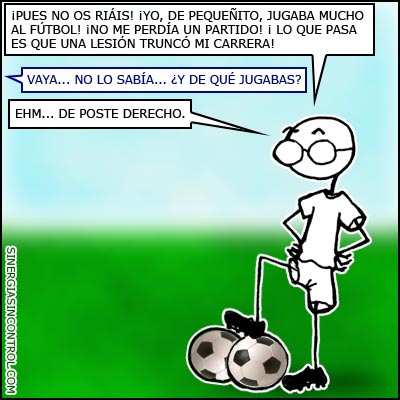 ¡PUES NO OS RIÁIS! ¡YO, DE PEQUEÑITO, JUGABA MUCHO
AL FÚTBOL! ¡NO ME PERDÍA UN PARTIDO! ¡ LO QUE PASA
ES QUE UNA LESIÓN TRUNCÓ MI CARRERA!
VAYA... NO LO SABÍA... ¿Y DE QUÉ JUGABAS?
EHM... DE POSTE DERECHO.
SINERGIASINCONTROL.COM